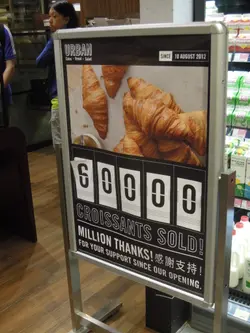 URBAN
SINCE 10 AUGUST 2012
60000
CROISSANTS SOLD!
MILLION THANKS! 感謝支持!
FOR YOUR SUPPORT SINCE OUR OPENING.